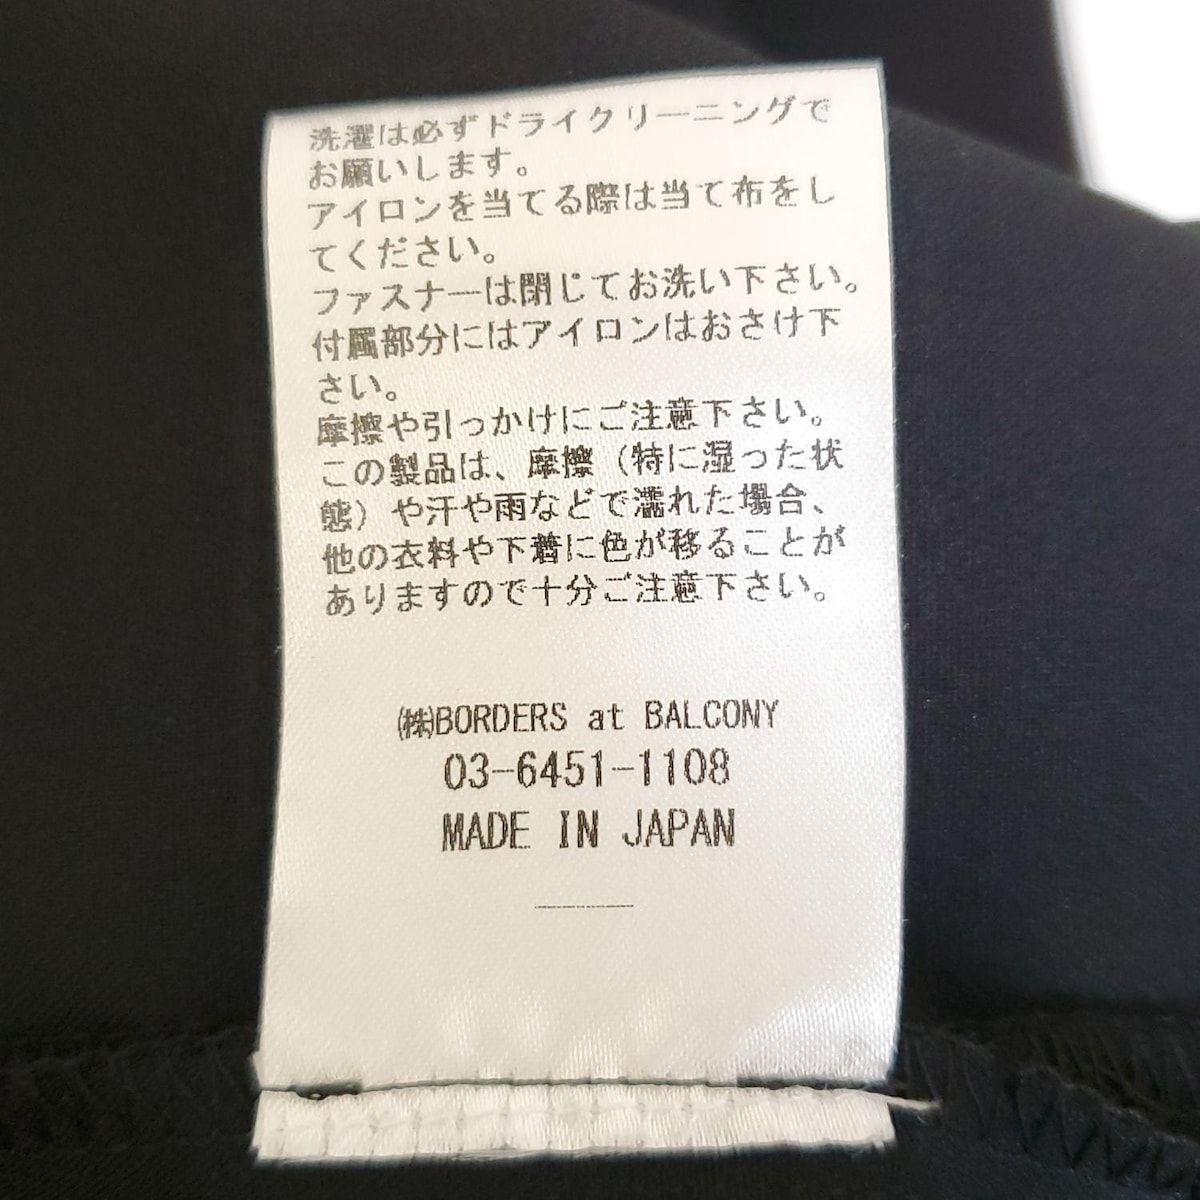 洗濯は必ずドライクリーニングで
お願いします。
アイロンを当てる際は当て布をし
てください。
ファスナーは閉じてお洗い下さい。
付属部分にはアイロンはおさけ下
さい。
摩擦や引っかけにご注意下さい。
この製品は、摩擦（特に湿った状
態）や汗や雨などで濡れた場合、
他の衣料や下着に色が移ることが
ありますので十分ご注意下さい。
㈱BORDERS at BALCONY
03-6451-1108
MADE IN JAPAN